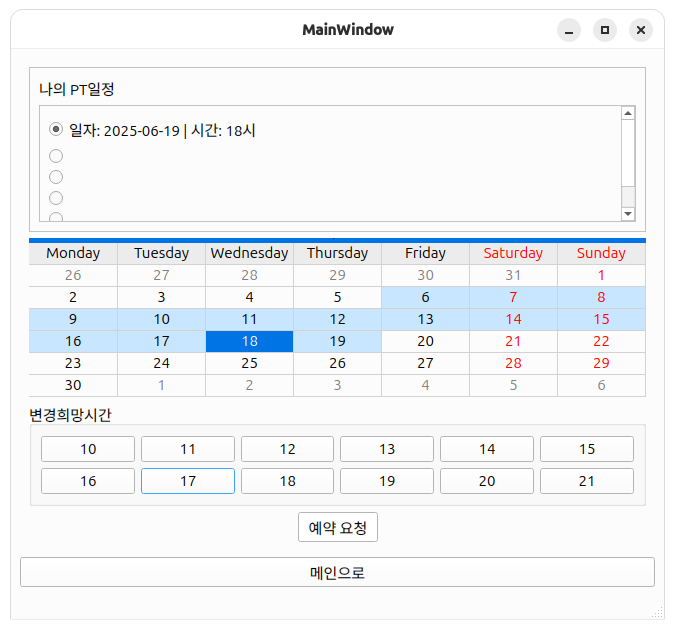 MainWindow
나의 PT일정
일자: 2025-06-19 | 시간: 18시
Monday Tuesday Wednesday Thursday Friday Saturday Sunday
26 27 28 29 30 31 1
2 3 4 5 6 7 8
9 10 11 12 13 14 15
16 17 18 19 20 21 22
23 24 25 26 27 28 29
30 1 2 3 4 5 6
변경희망시간
10 11 12 13 14 15
16 17 18 19 20 21
예약 요청
메인으로